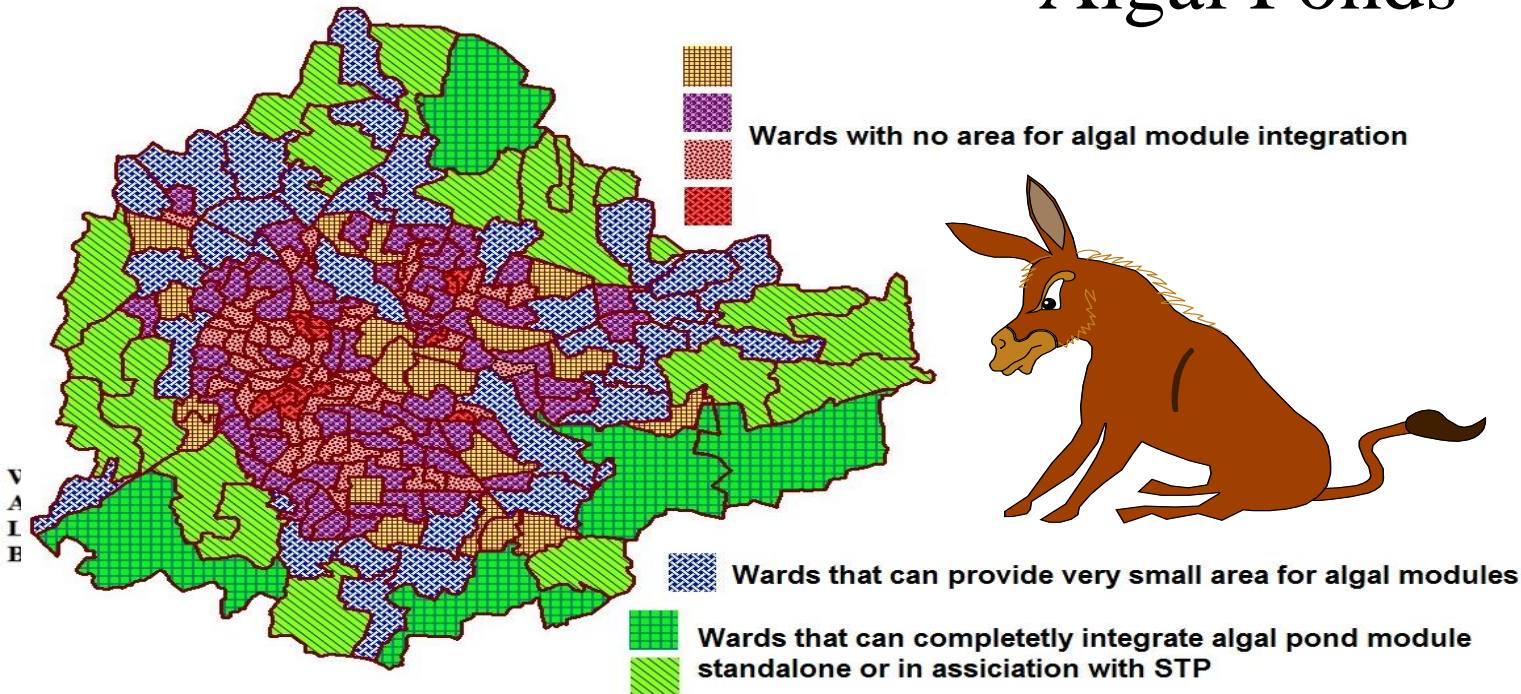 Algal Ponds
Wards with no area for algal module integration
V
A
L
B
Wards that can provide very small area for algal modules
Wards that can completetly integrate algal pond module
standalone or in assiciation with STP